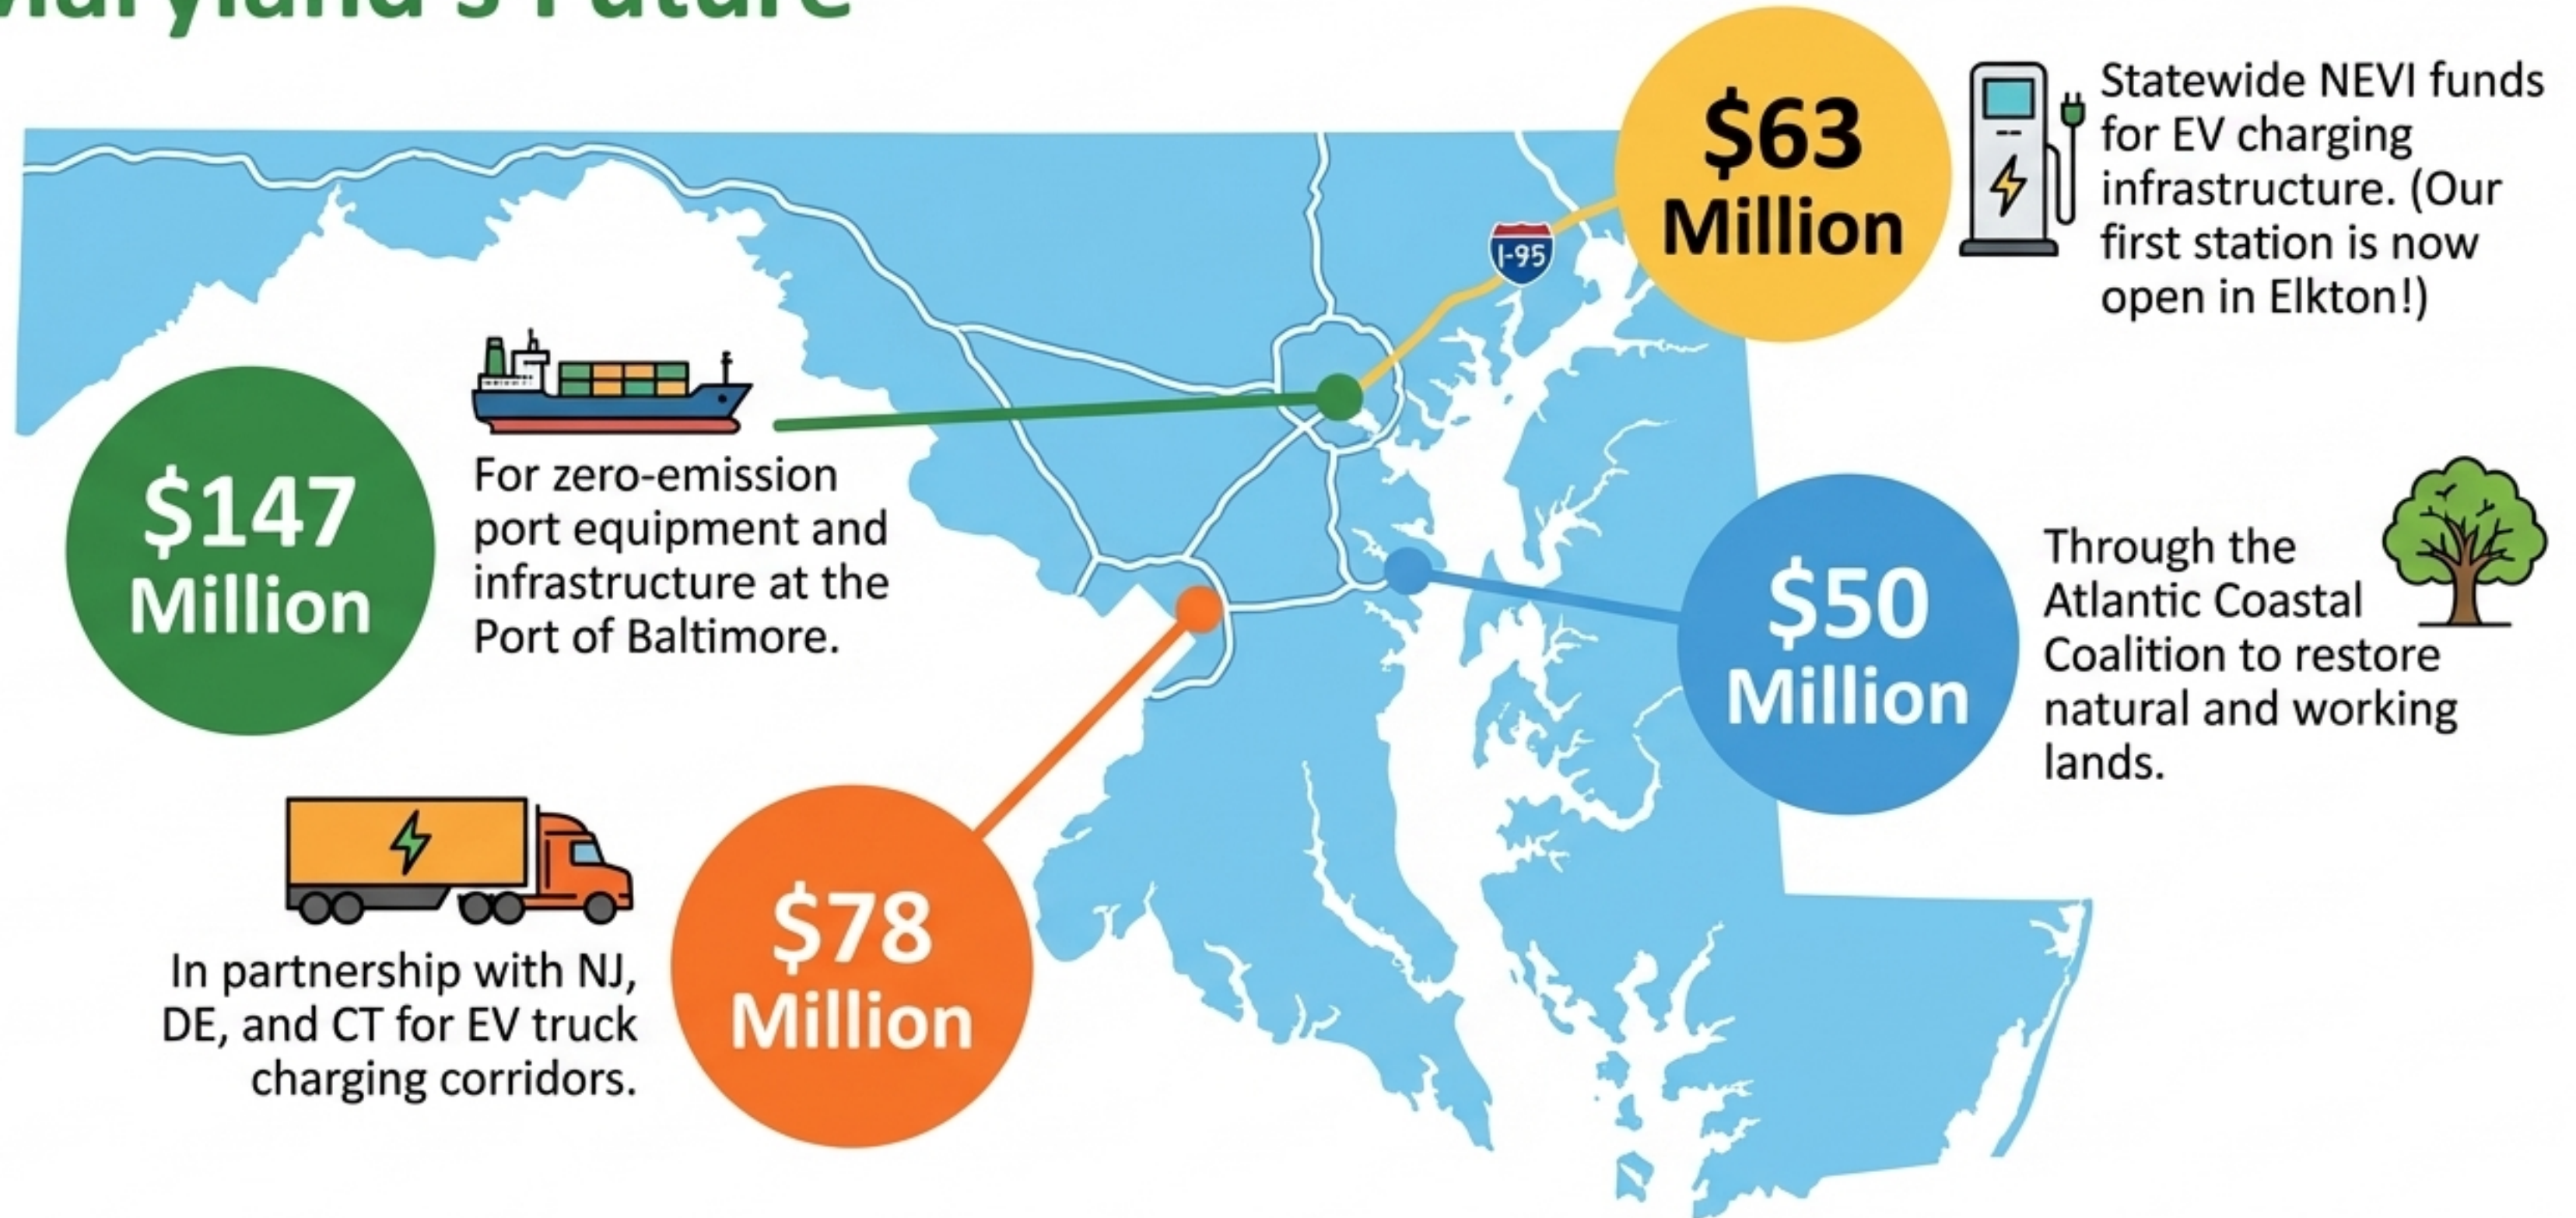 Maryland's Future
$63
Million
Statewide NEVI funds
for EV charging
infrastructure. (Our
first station is now
open in Elkton!)
I-95
$147
Million
For zero-emission
port equipment and
infrastructure at the
Port of Baltimore.
$50
Million
Through the
Atlantic Coastal
Coalition to restore
natural and working
lands.
$78
Million
In partnership with NJ,
DE, and CT for EV truck
charging corridors.